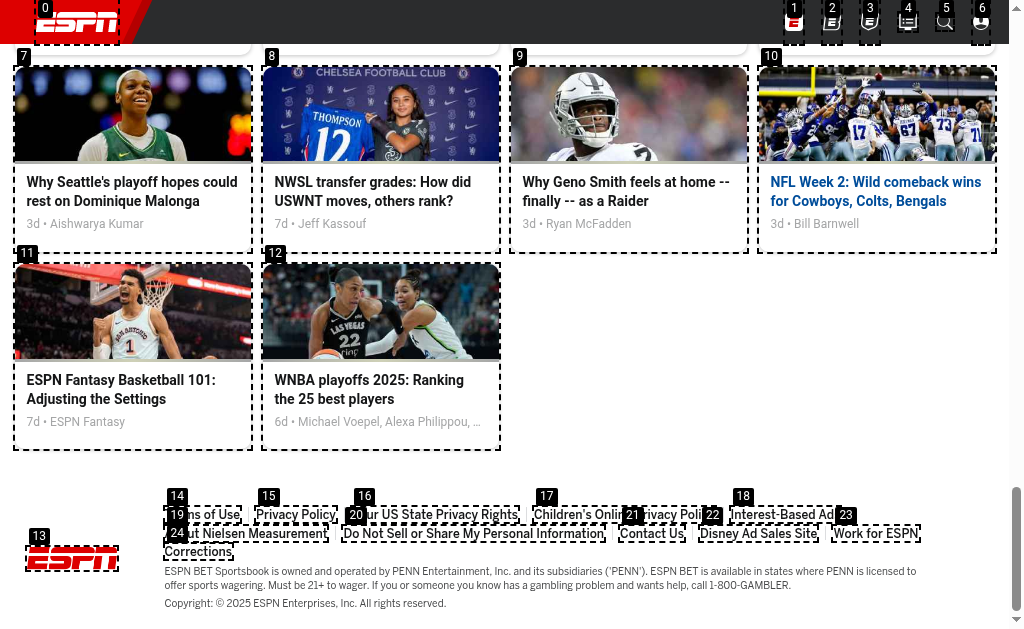 0
ESPN
1
2
3
4
5
6
7
8
9
10
CHELSEA FOOTBALL CLUB
THOMPSON
12
17
67
73
71
Why Seattle's playoff hopes could
rest on Dominique Malonga
3d • Aishwarya Kumar
NWSL transfer grades: How did
USWNT moves, others rank?
7d • Jeff Kassouf
Why Geno Smith feels at home --
finally -- as a Raider
3d • Ryan McFadden
NFL Week 2: Wild comeback wins
for Cowboys, Colts, Bengals
3d • Bill Barnwell
11
12
SAN ANTONIO
1
LAS VEGAS
22
ESPN Fantasy Basketball 101:
Adjusting the Settings
7d • ESPN Fantasy
WNBA playoffs 2025: Ranking
the 25 best players
6d • Michael Voepel, Alexa Philippou, ...
14
15
16
17
18
ms of Use
Privacy Policy
ur US State Privacy Rights
Children's Onlin
rivacy Poli
Interest-Based Ad
19
20
21
22
23
ut Nielsen Measurement
Do Not Sell or Share My Personal Information
Contact Us
Disney Ad Sales Site
Work for ESPN
24
Corrections
13
ESPN
ESPN BET Sportsbook is owned and operated by PENN Entertainment, Inc. and its subsidiaries ('PENN'). ESPN BET is available in states where PENN is licensed to
offer sports wagering. Must be 21+ to wager. If you or someone you know has a gambling problem and wants help, call 1-800-GAMBLER.
Copyright: © 2025 ESPN Enterprises, Inc. All rights reserved.